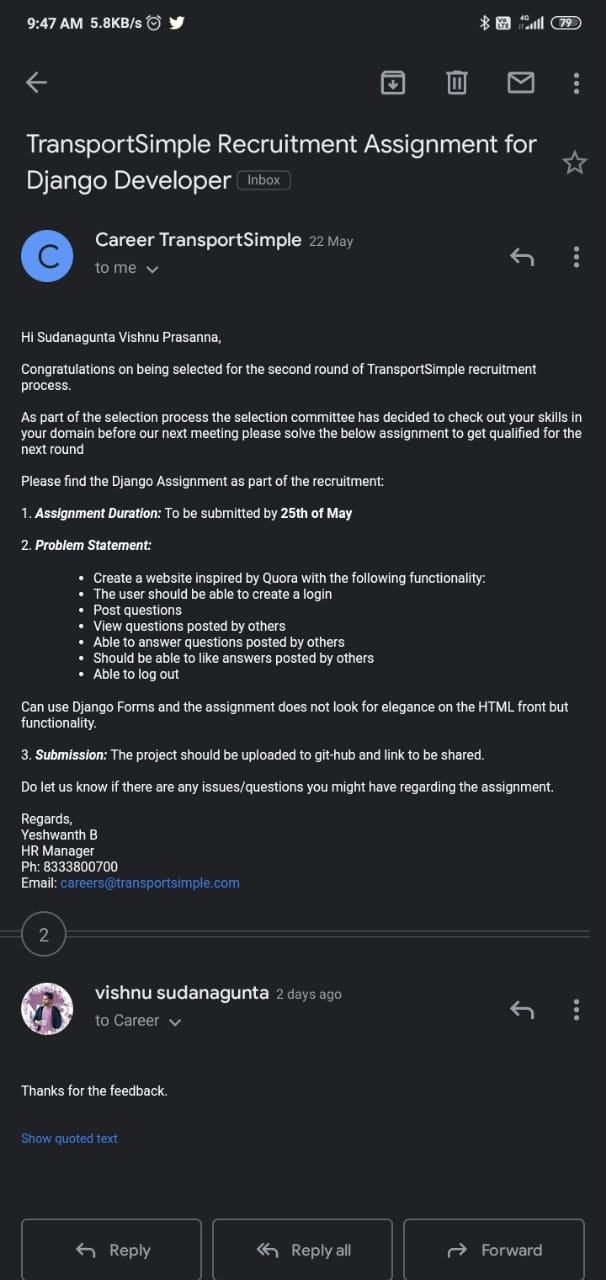 9:47 AM 5.8KB/s
4G
Vo LTE
79
TransportSimple Recruitment Assignment for
Django Developer Inbox
C
Career TransportSimple 22 May
to me
Hi Sudanagunta Vishnu Prasanna,
Congratulations on being selected for the second round of TransportSimple recruitment
process.
As part of the selection process the selection committee has decided to check out your skills in
your domain before our next meeting please solve the below assignment to get qualified for the
next round
Please find the Django Assignment as part of the recruitment:
1. Assignment Duration: To be submitted by 25th of May
2. Problem Statement:
• Create a website inspired by Quora with the following functionality:
• The user should be able to create a login
• Post questions
• View questions posted by others
• Able to answer questions posted by others
• Should be able to like answers posted by others
• Able to log out
Can use Django Forms and the assignment does not look for elegance on the HTML front but
functionality.
3. Submission: The project should be uploaded to git-hub and link to be shared.
Do let us know if there are any issues/questions you might have regarding the assignment.
Regards,
Yeshwanth B
HR Manager
Ph: 8333800700
Email: careers@transportsimple.com
2
vishnu sudanagunta 2 days ago
to Career
Thanks for the feedback.
Show quoted text
Reply
Reply all
Forward